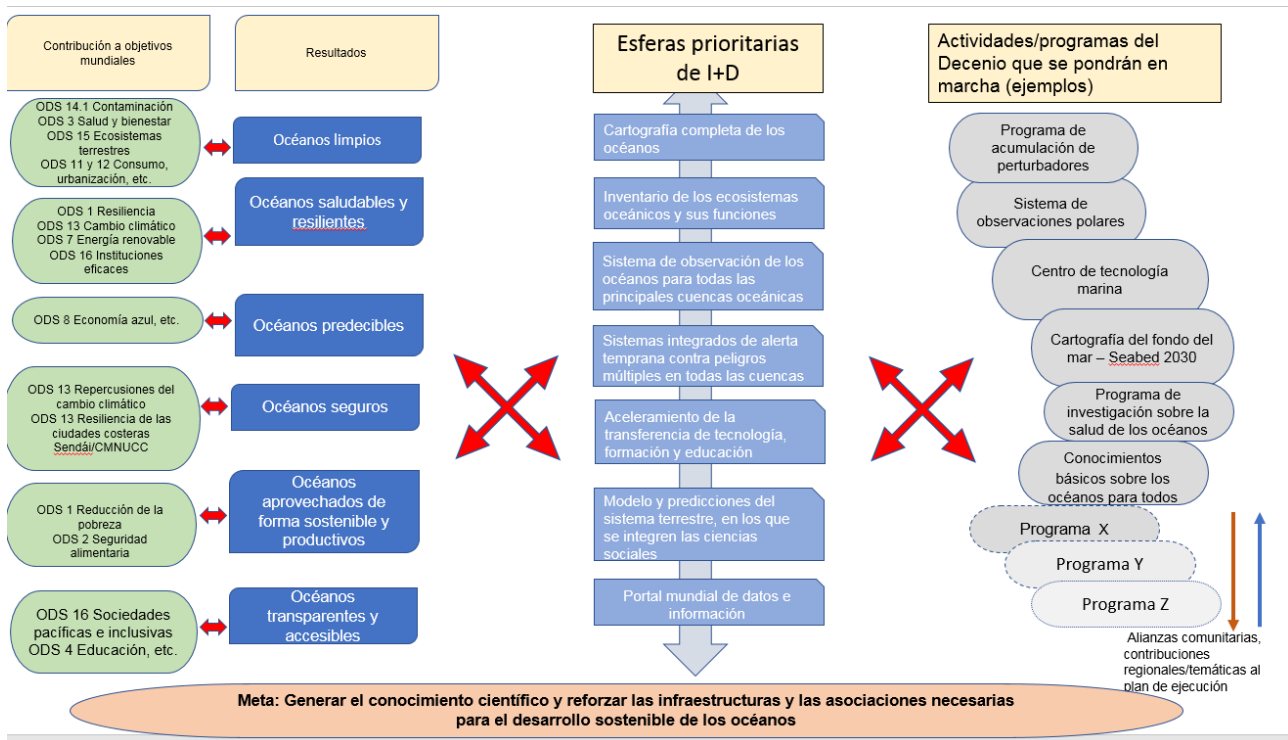 Contribución a objetivos
mundiales
Resultados
Esferas prioritarias
de I+D
Actividades/programas del
Decenio que se pondrán en
marcha (ejemplos)
ODS 14.1 Contaminación
ODS 3 Salud y bienestar
ODS 15 Ecosistemas
terrestres
ODS 11 y 12 Consumo,
urbanización, etc.
ODS 1 Resiliencia
ODS 13 Cambio climático
ODS 7 Energía renovable
ODS 16 Instituciones
eficaces
ODS 8 Economía azul, etc.
ODS 13 Repercusiones del
cambio climático
ODS 13 Resiliencia de las
ciudades costeras
Sendái/CMNUCC
ODS 1 Reducción de la
pobreza
ODS 2 Seguridad
alimentaria
ODS 16 Sociedades
pacíficas e inclusivas
ODS 4 Educación, etc.
Océanos limpios
Océanos saludables y
resilientes
Océanos predecibles
Océanos seguros
Océanos
aprovechados de
forma sostenible y
productivos
Océanos
transparentes y
accesibles
Cartografía completa de los
océanos
Inventario de los ecosistemas
oceánicos y sus funciones
Sistema de observación de los
océanos para todas las
principales cuencas oceánicas
Sistemas integrados de alerta
temprana contra peligros
múltiples en todas las cuencas
Aceleramiento de la
transferencia de tecnología,
formación y educación
Modelo y predicciones del
sistema terrestre, en los que
se integren las ciencias
sociales
Portal mundial de datos e
información
Programa de
acumulación de
perturbadores
Sistema de
observaciones polares
Centro de tecnología
marina
Cartografía del fondo del
mar – Seabed 2030
Programa de
investigación sobre la
salud de los océanos
Conocimientos
básicos sobre los
océanos para todos
Programa X
Programa Y
Programa Z
Alianzas comunitarias,
contribuciones
regionales/temáticas al
plan de ejecución
Meta: Generar el conocimiento científico y reforzar las infraestructuras y las asociaciones necesarias
para el desarrollo sostenible de los océanos